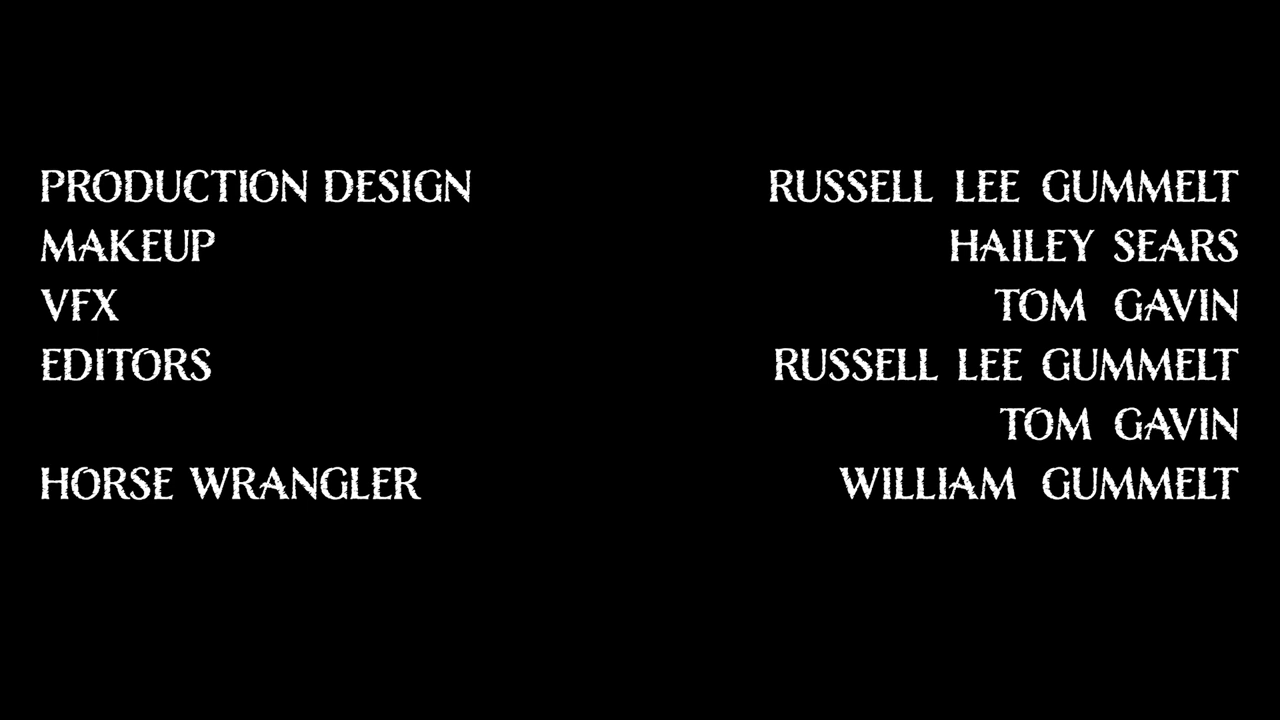 PRODUCTION DESIGN RUSSELL LEE GUMMELT
MAKEUP HAILEY SEARS
VFX TOM GAVIN
EDITORS RUSSELL LEE GUMMELT
TOM GAVIN
HORSE WRANGLER WILLIAM GUMMELT